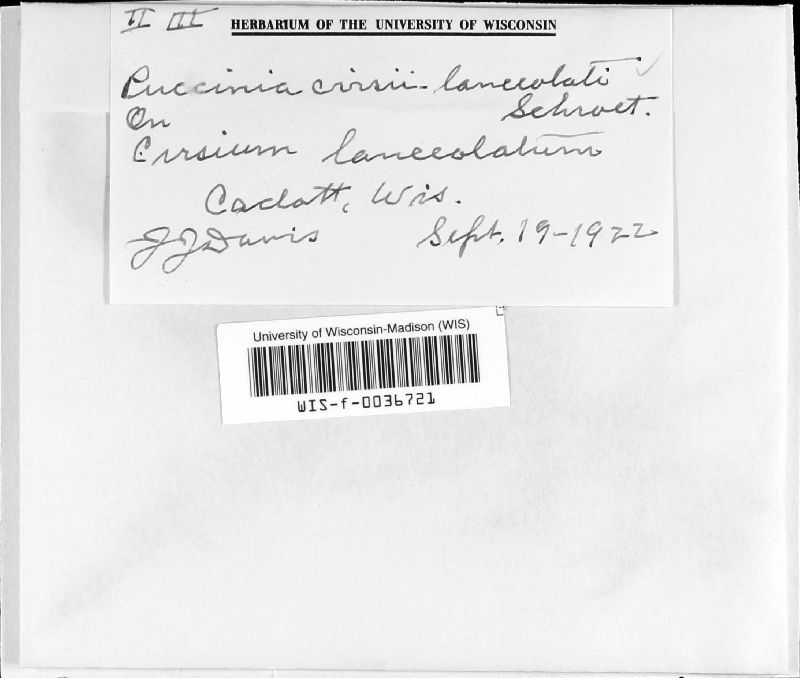 II III HERBARIUM OF THE UNIVERSITY OF WISCONSIN
Puccinia cirsii-lanceolati
On Schroet.
Cirsium lanceolatum
Cadott, Wis.
JJ Davis Sept. 19-1922
University of Wisconsin-Madison (WIS)
WIS-f-0036721